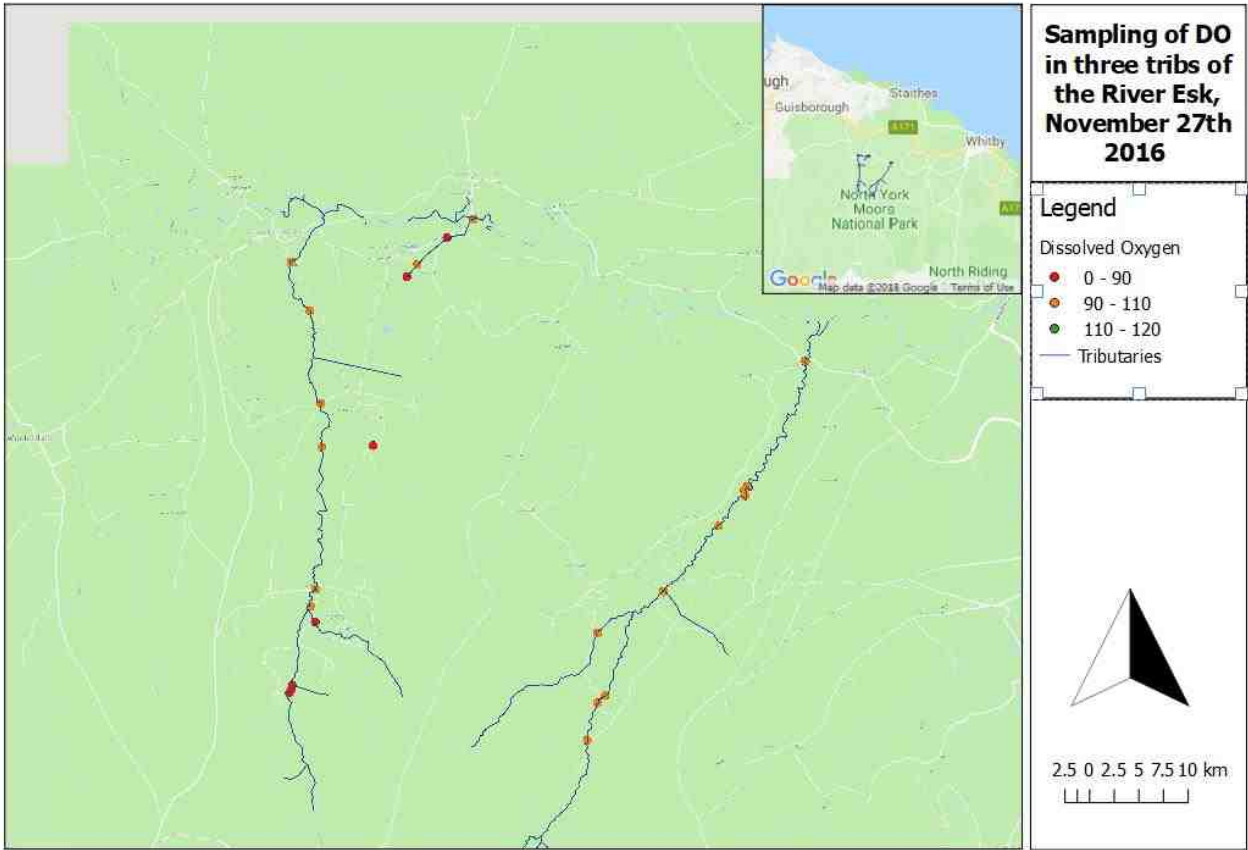 Sampling of DO
in three tribs of
the River Esk,
November 27th
2016
Legend
Dissolved Oxygen
0 - 90
90 - 110
110 - 120
Tributaries
2.5 0 2.5 5 7.5 10 km
ugh
Guisborough
Staithes
A171
Whitby
North York
Moors
National Park
A17
North Riding
Google
Map data ©2018 Google
Terms of Use